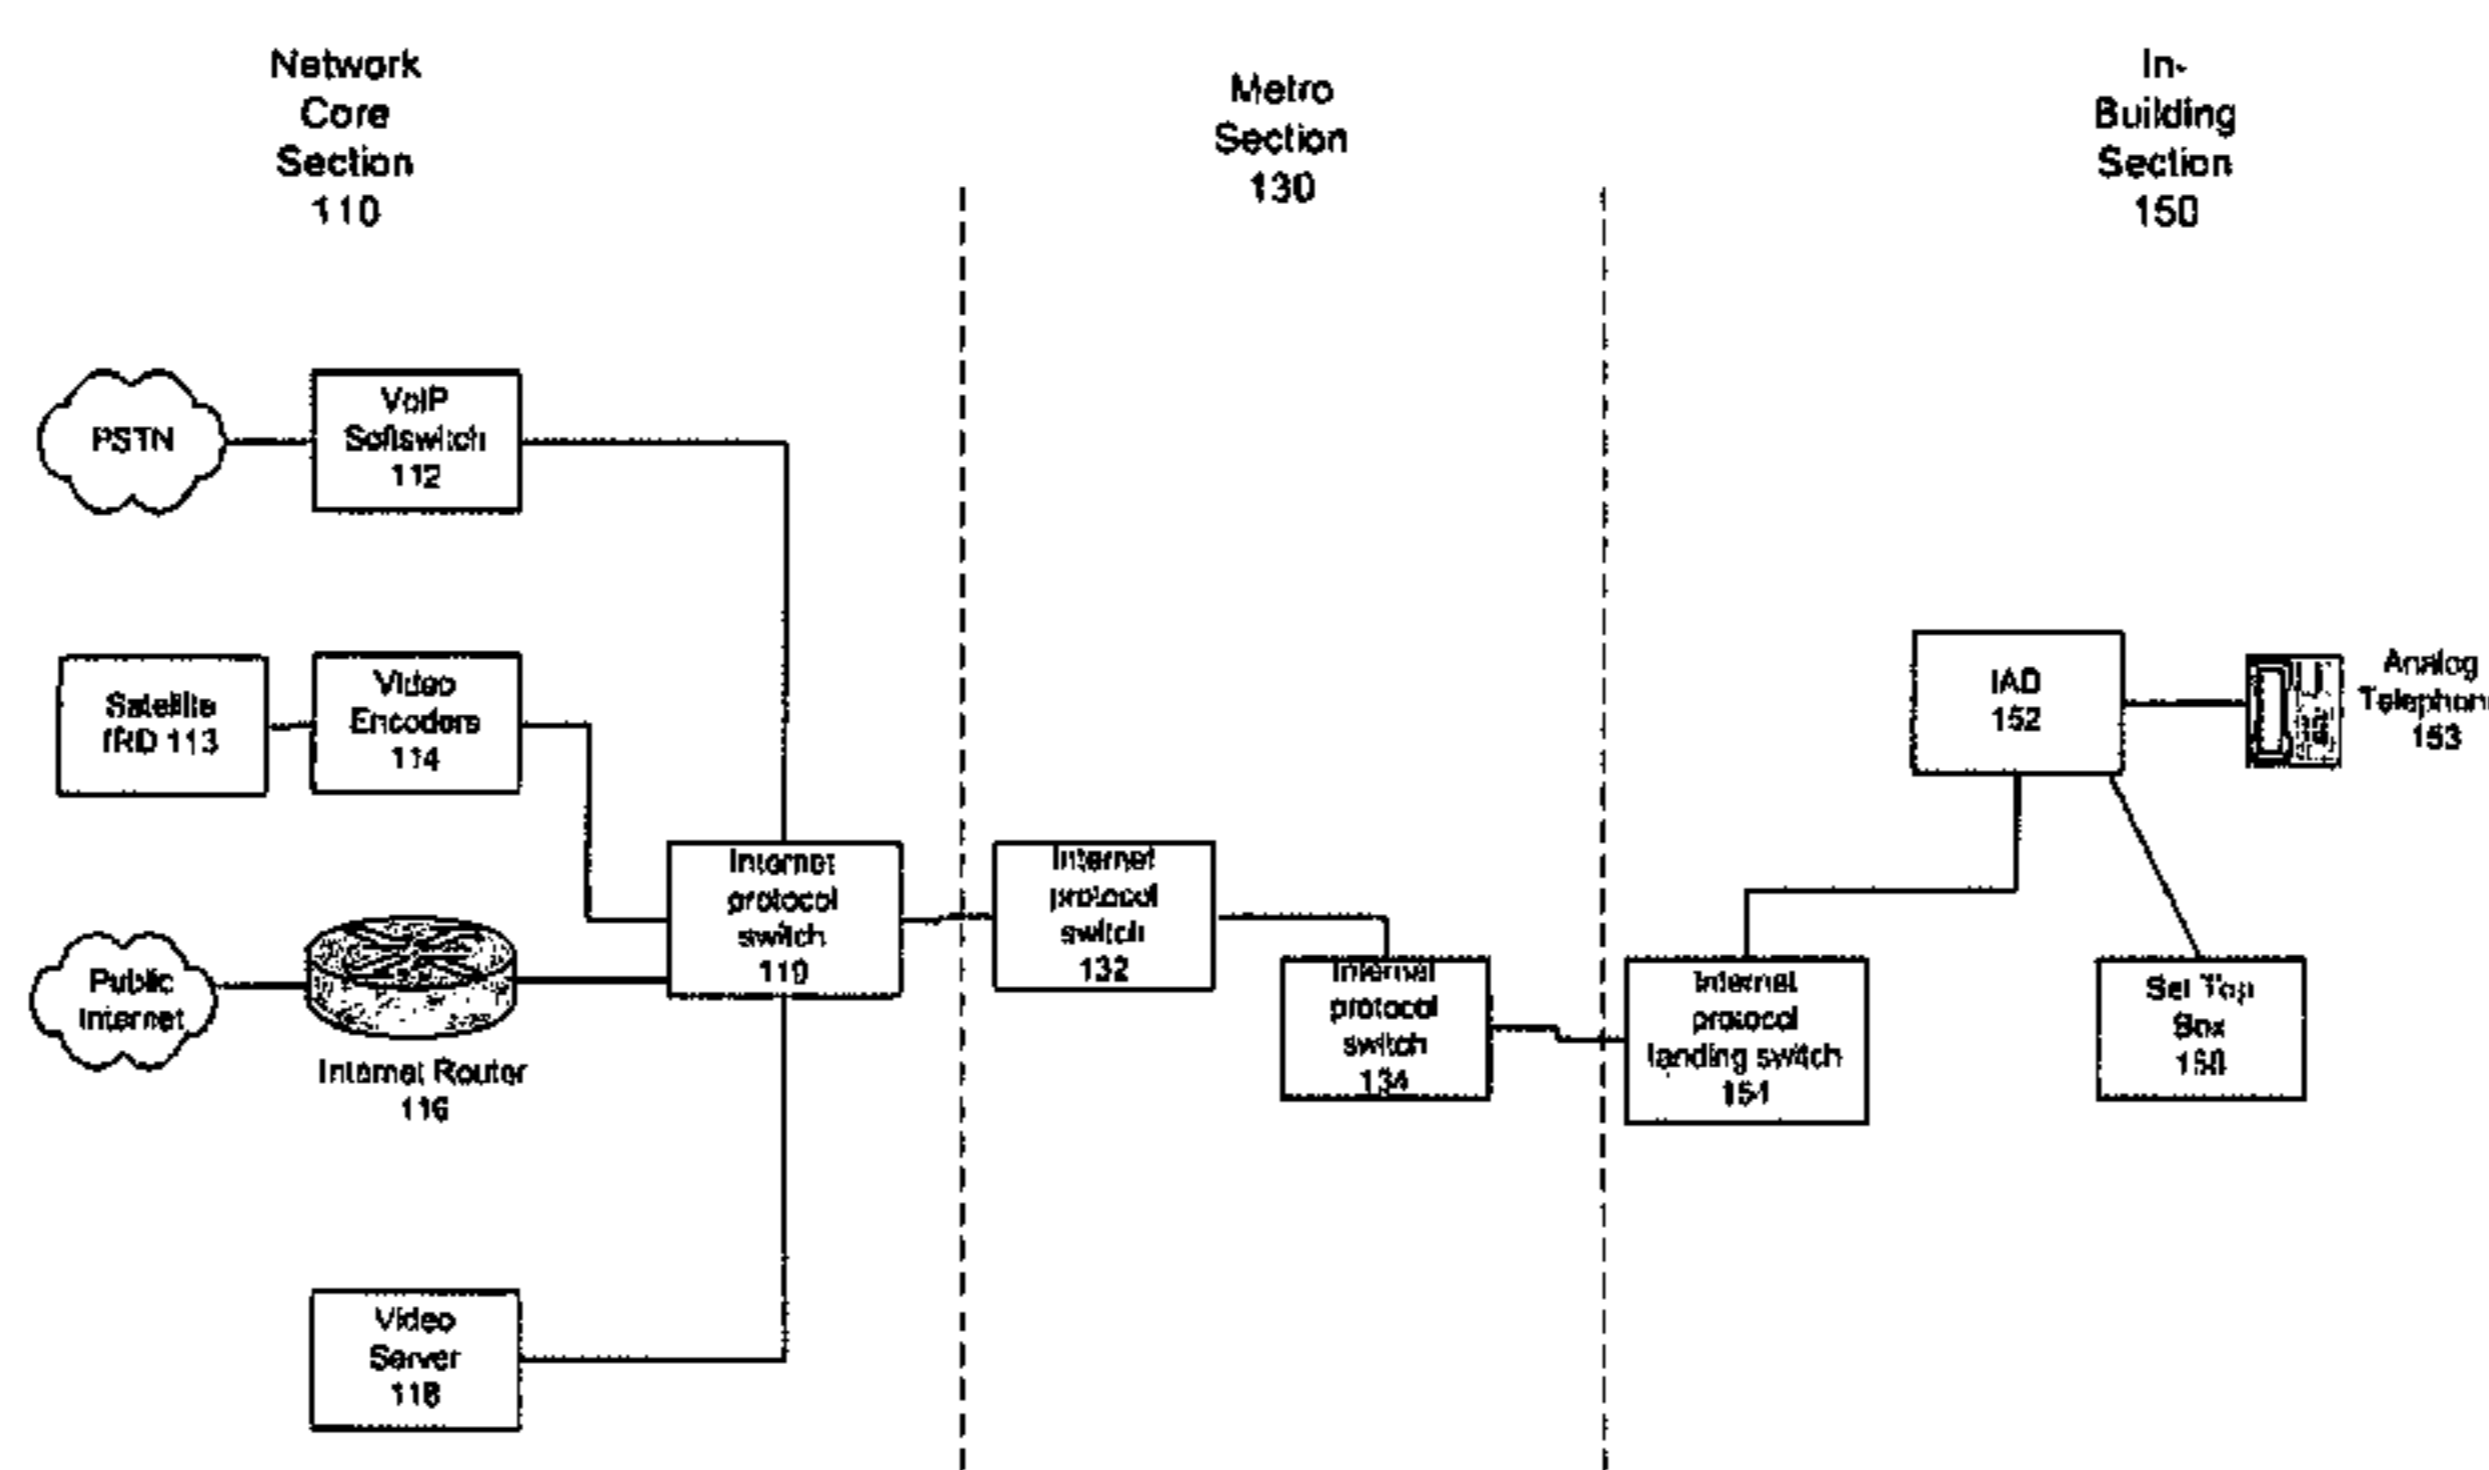 Network
Core
Section
110
Metro
Section
130
In-
Building
Section
150
PSTN
VoIP
Softswitch
112
Satellite
IRD 113
Video
Encoders
114
Public
Internet
Internet Router
116
Video
Server
118
Internet
protocol
switch
119
Internet
protocol
switch
132
Internet
protocol
switch
134
Internet
protocol
landing switch
151
IAD
152
Analog
Telephon
153
Set Top
Box